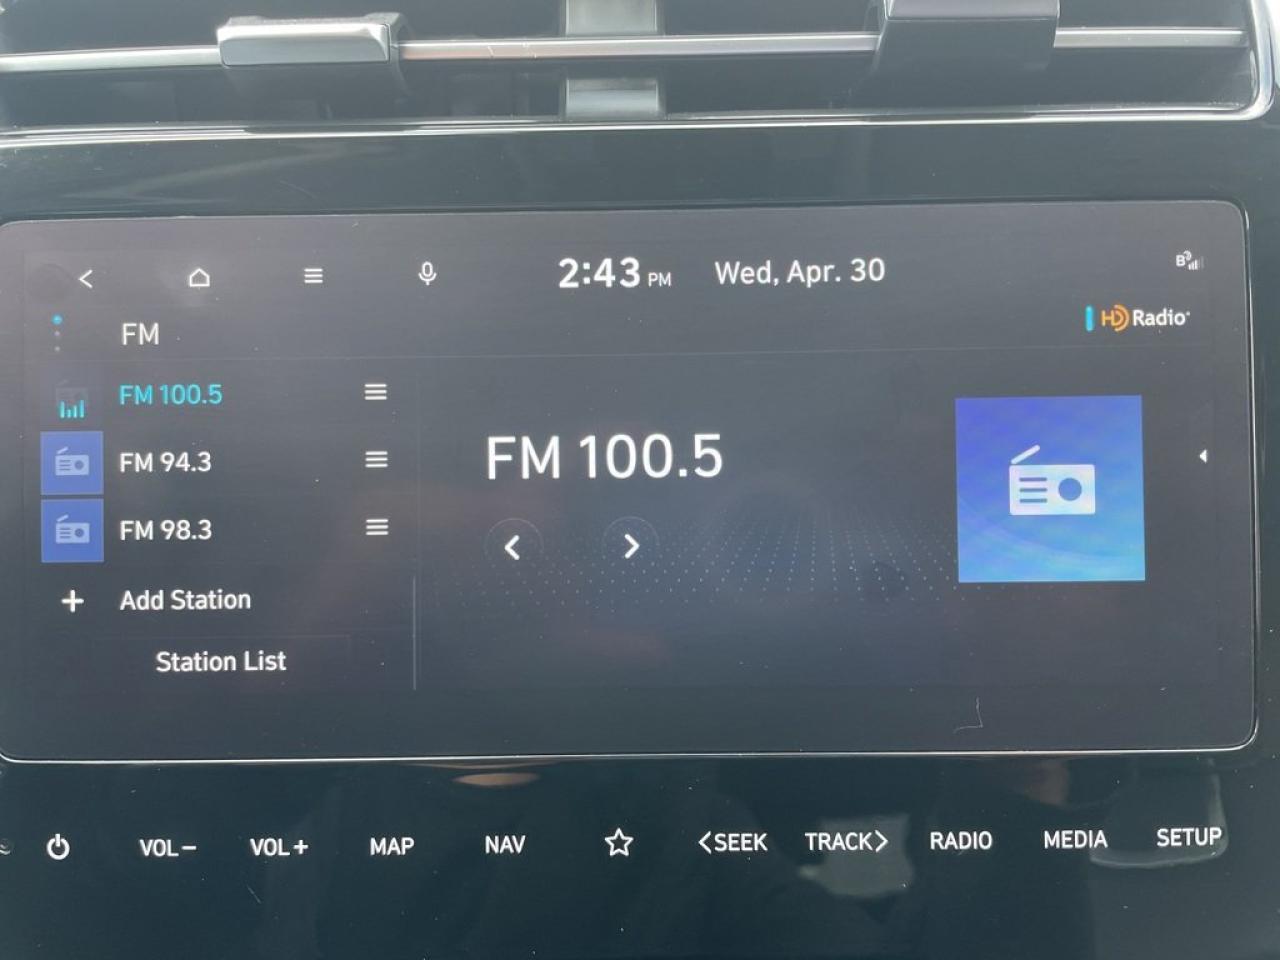 2:43 PM Wed, Apr. 30
FM
HD Radio
FM 100.5
FM 94.3
FM 98.3
Add Station
Station List
FM 100.5
VOL− VOL+ MAP NAV <SEEK TRACK> RADIO MEDIA SETUP